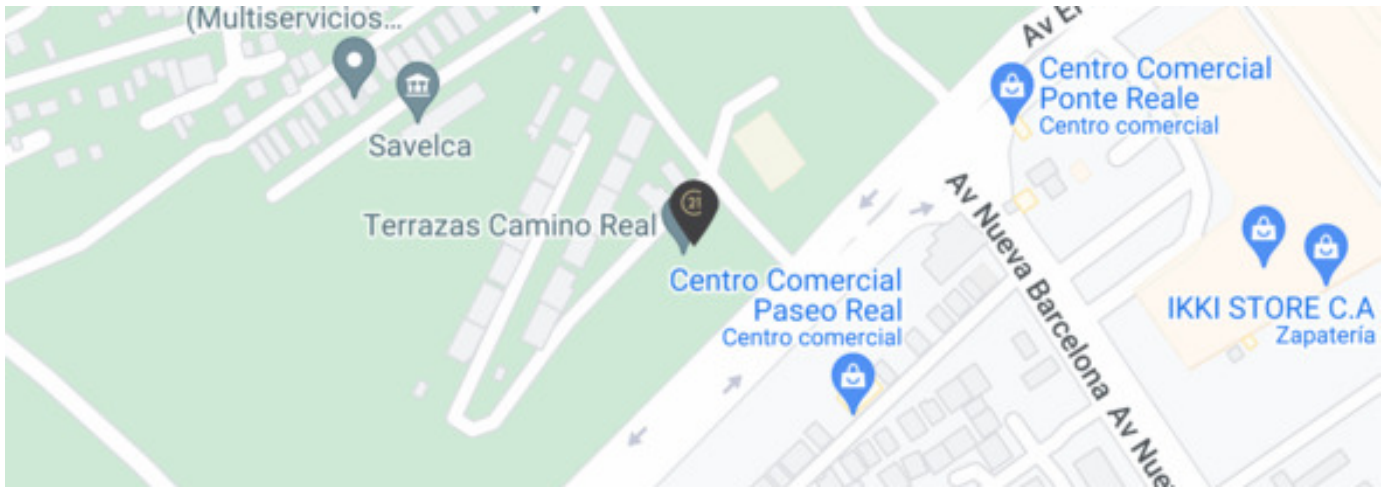 (Multiservicios...
Savelca
Terrazas Camino Real
21
Centro Comercial
Paseo Real
Centro comercial
Av
Centro Comercial
Ponte Reale
Centro comercial
Av Nueva Barcelona
Av
IKKI STORE C.A
Zapatería